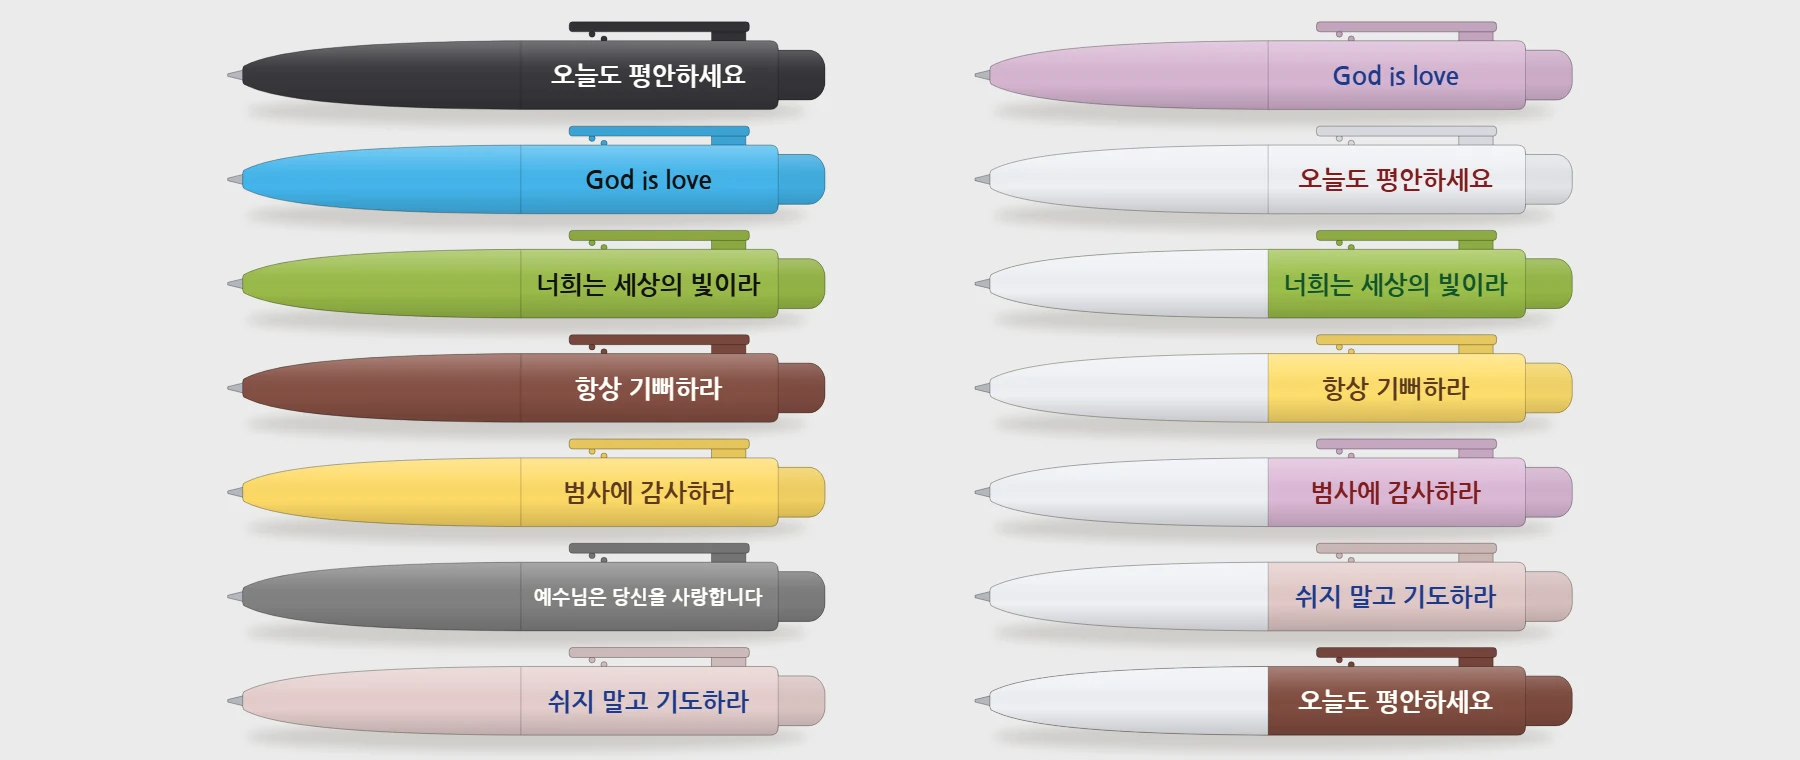 오늘도 평안하세요
God is love
너희는 세상의 빛이라
항상 기뻐하라
범사에 감사하라
예수님은 당신을 사랑합니다
쉬지 말고 기도하라
God is love
오늘도 평안하세요
너희는 세상의 빛이라
항상 기뻐하라
범사에 감사하라
쉬지 말고 기도하라
오늘도 평안하세요